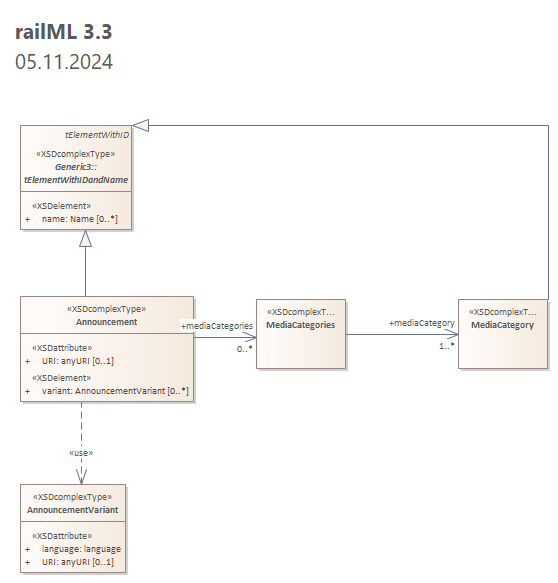 railML 3.3
05.11.2024
tElementWithID
«XSDcomplexType»
Generic3::
tElementWithIDandName
«XSDelement»
+ name: Name [0..*]
«XSDcomplexType»
Announcement
«XSDattribute»
+ URI: anyURI [0..1]
«XSDelement»
+ variant: AnnouncementVariant [0..*]
+mediaCategories
0..*
«XSDcomplexT...
MediaCategories
+mediaCategory
1..*
«XSDcomplexT...
MediaCategory
«use»
«XSDcomplexType»
AnnouncementVariant
«XSDattribute»
+ language: language
+ URI: anyURI [0..1]